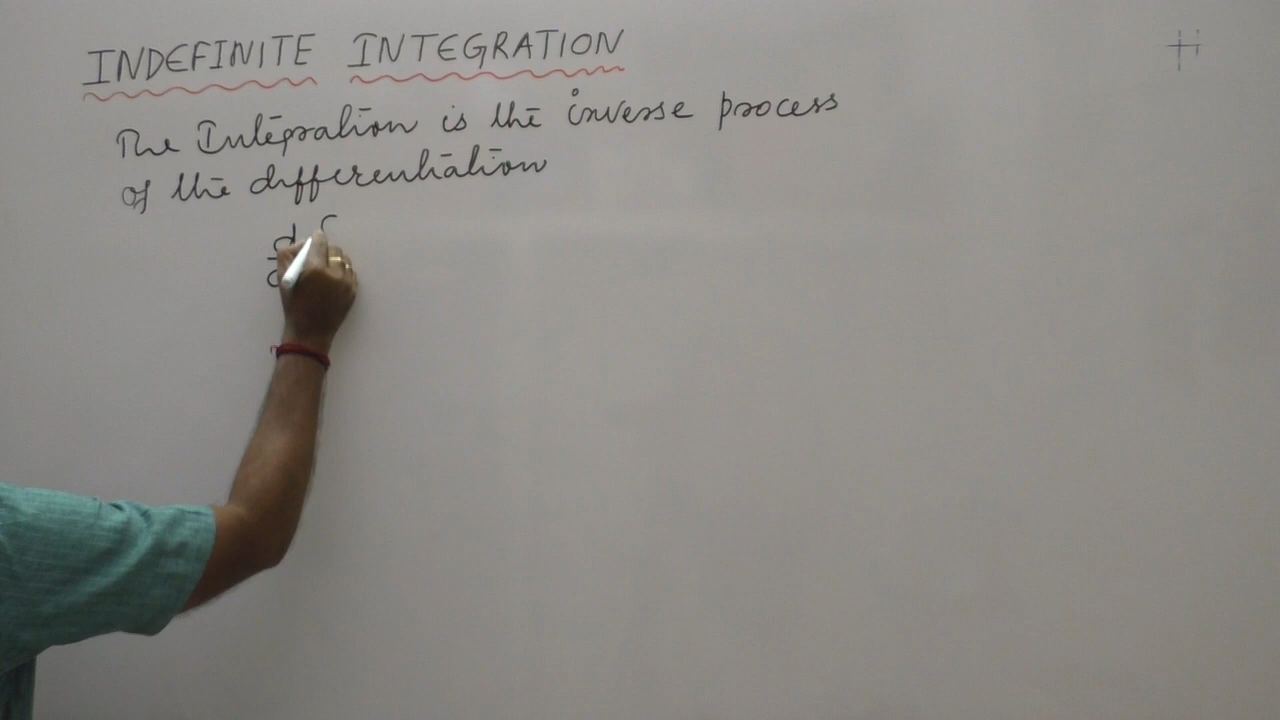 INDEFINITE INTEGRATION
The Integration is the inverse process
of the differentiation
d